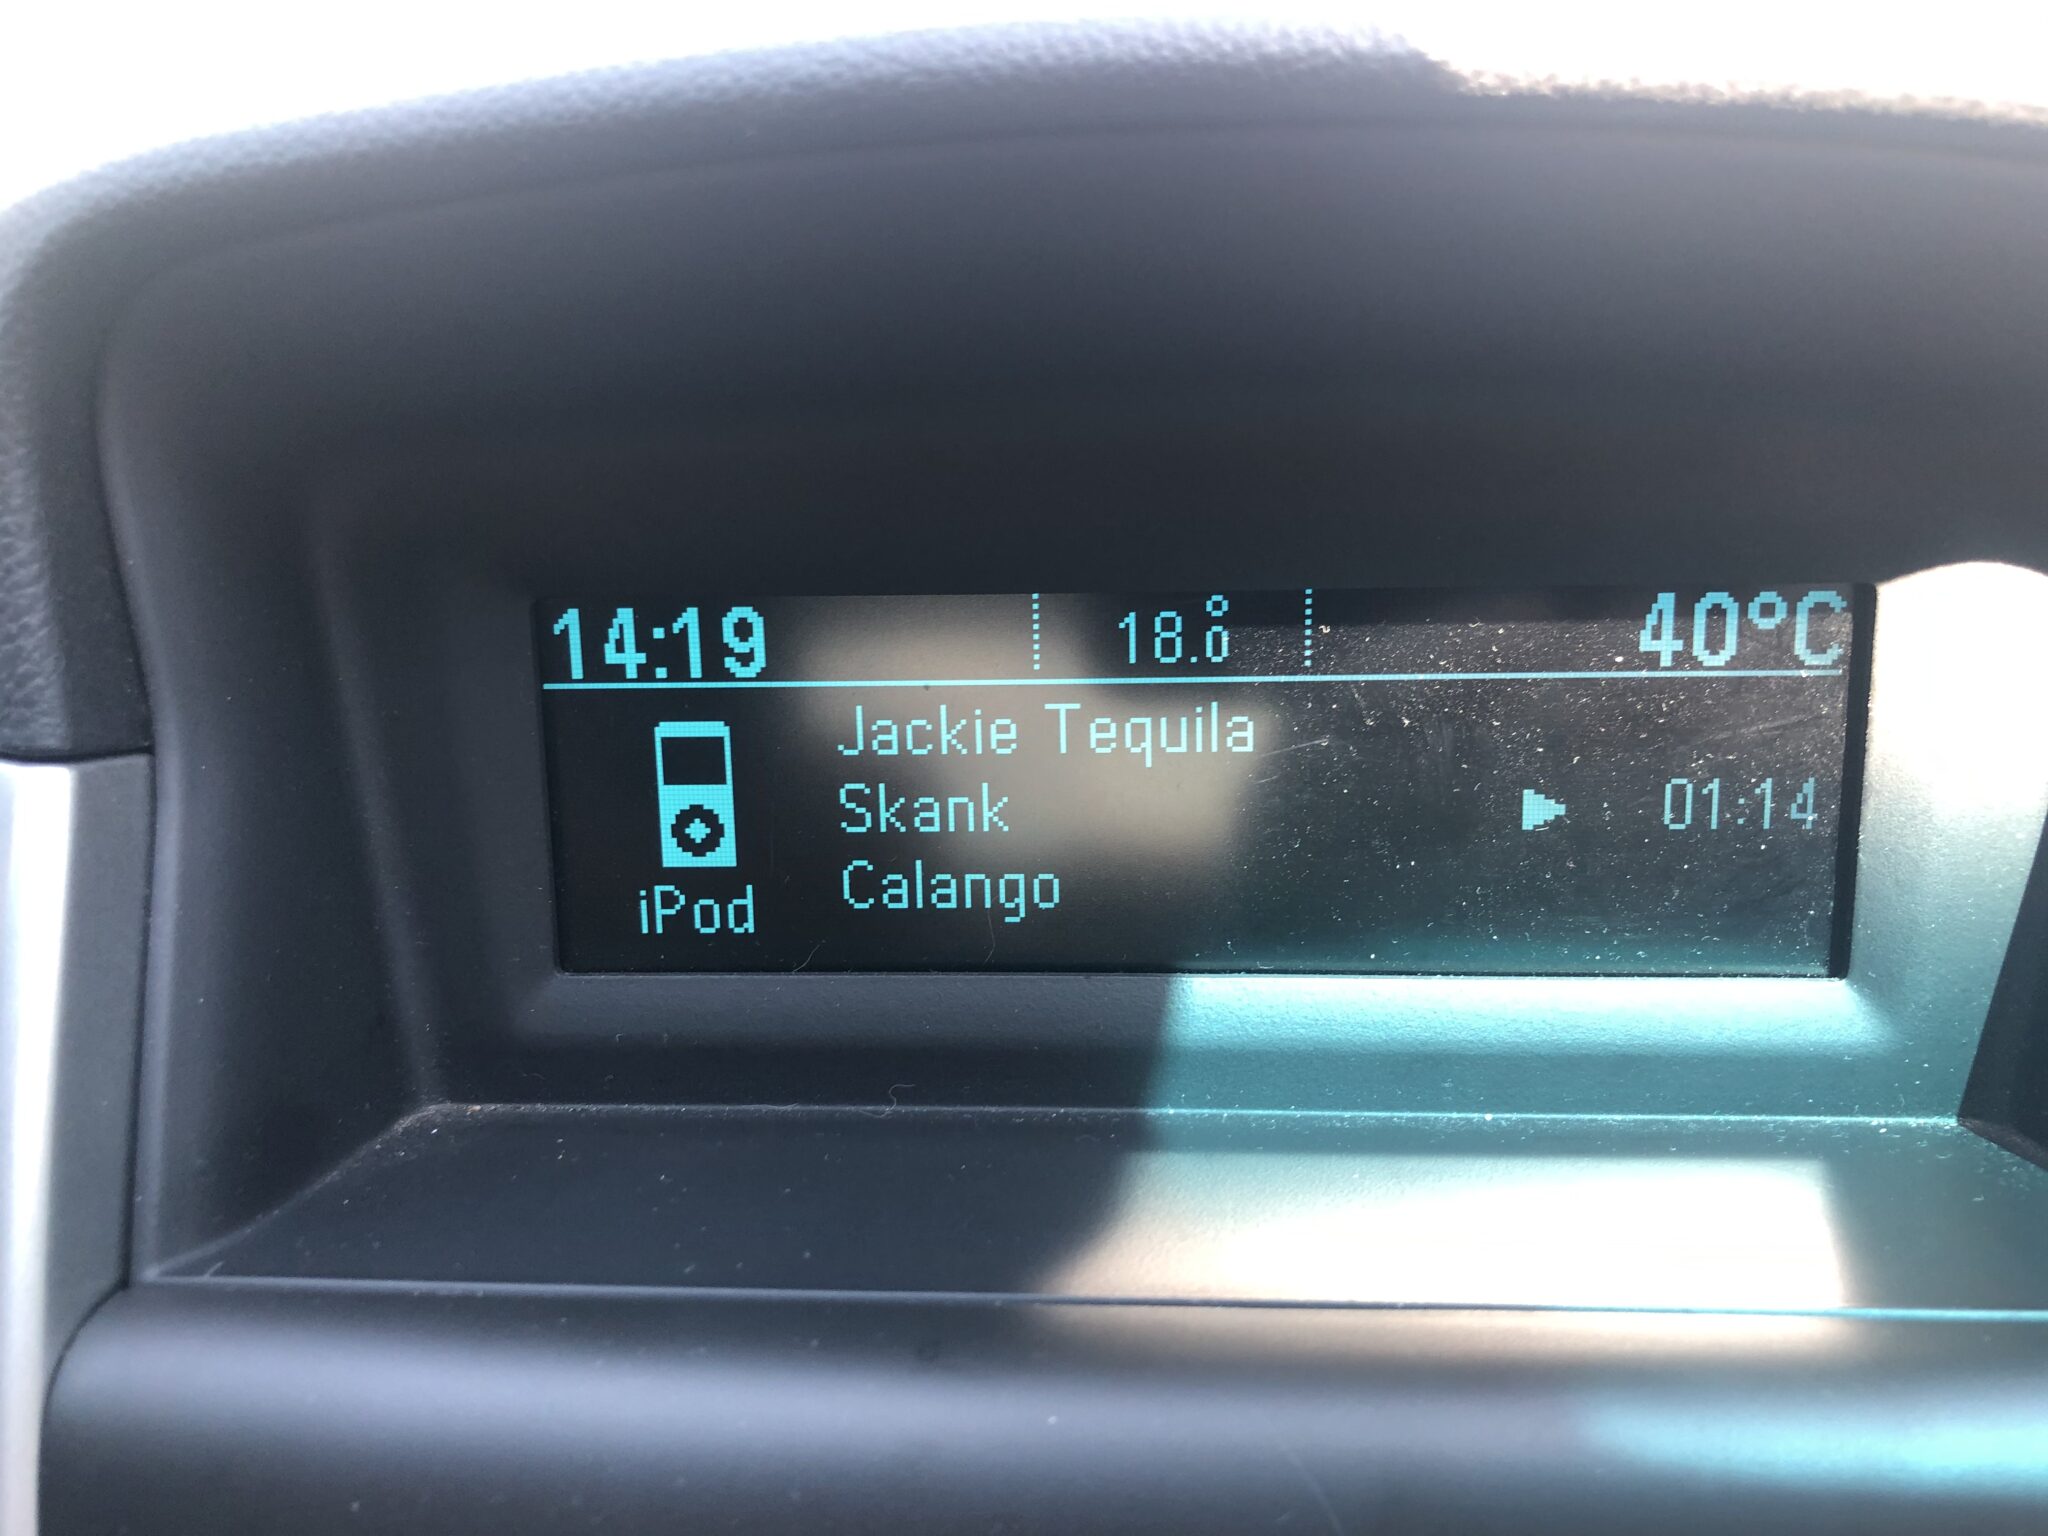 14:19 18.0° 40°C
Jackie Tequila
Skank 01:14
Calango
iPod